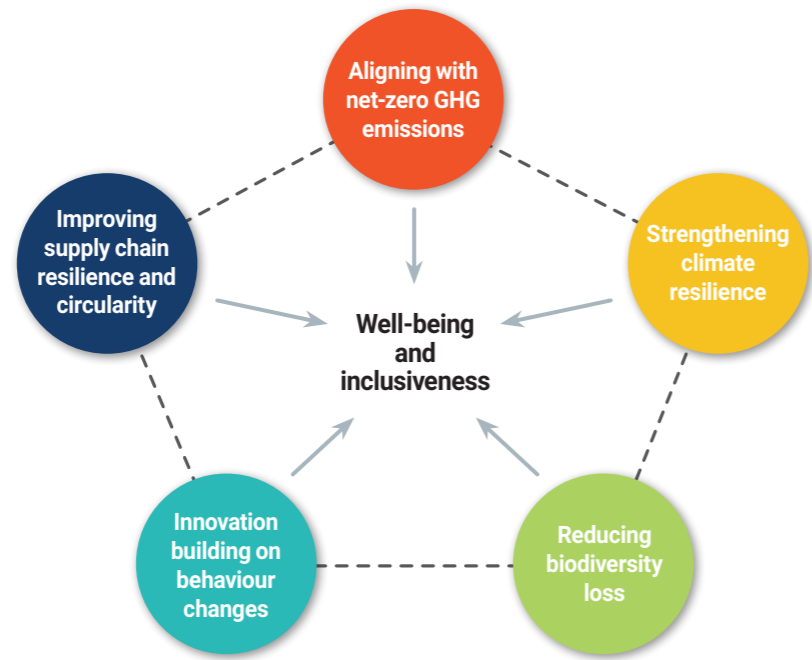 Aligning with
net-zero GHG
emissions
Improving
supply chain
resilience and
circularity
Strengthening
climate
resilience
Well-being
and
inclusiveness
Innovation
building on
behaviour
changes
Reducing
biodiversity
loss